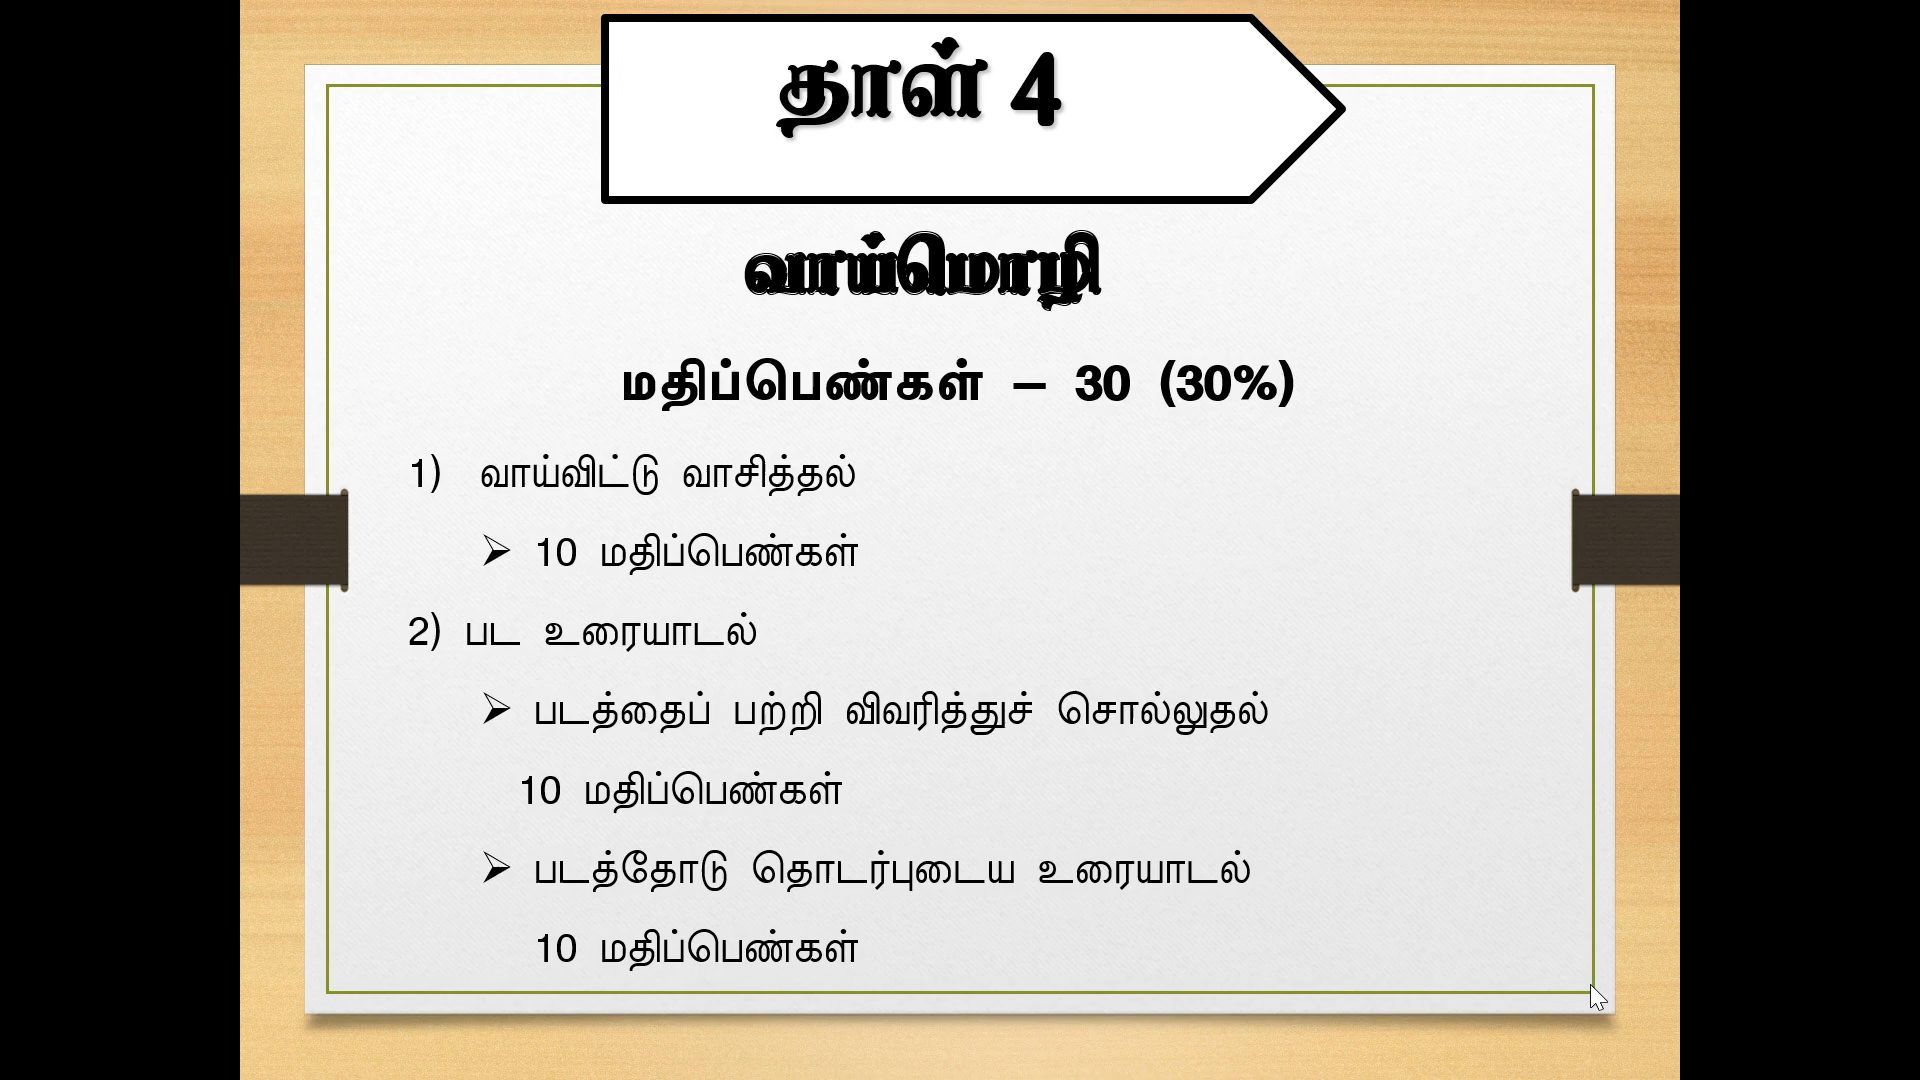 தாள் 4
வாய்மொழி
மதிப்பெண்கள் – 30 (30%)
1) வாய்விட்டு வாசித்தல்
➢ 10 மதிப்பெண்கள்
2) பட உரையாடல்
➢ படத்தைப் பற்றி விவரித்துச் சொல்லுதல்
10 மதிப்பெண்கள்
➢ படத்தோடு தொடர்புடைய உரையாடல்
10 மதிப்பெண்கள்